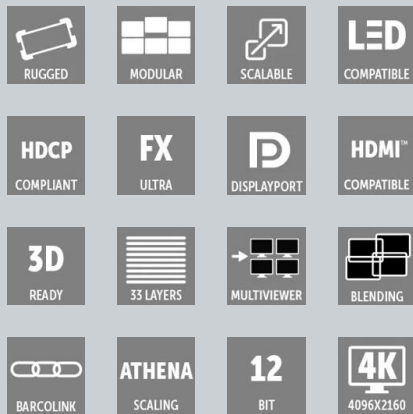 RUGGED
MODULAR
SCALABLE
LED
COMPATIBLE
HDCP
COMPLIANT
FX
ULTRA
D
DISPLAYPORT
HDMI™
COMPATIBLE
3D
READY
33 LAYERS
MULTIVIEWER
BLENDING
BARCOLINK
ATHENA
SCALING
12
BIT
4K
4096X2160